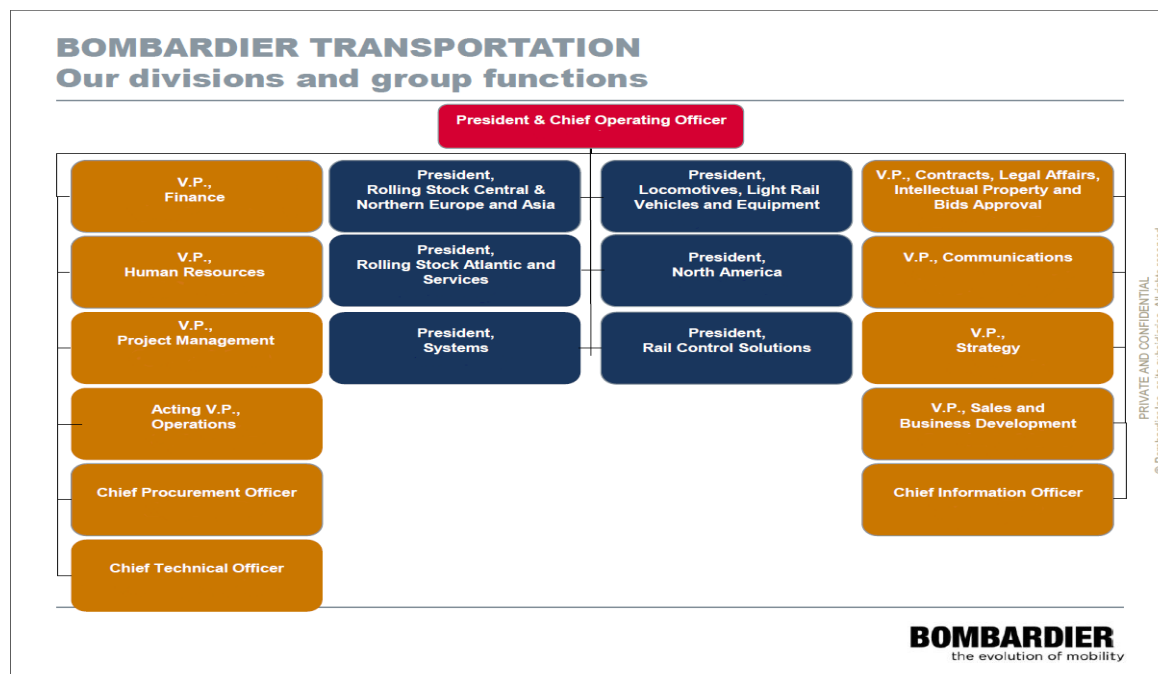 BOMBARDIER TRANSPORTATION
Our divisions and group functions
President & Chief Operating Officer
V.P.,
Finance
President,
Rolling Stock Central &
Northern Europe and Asia
President,
Locomotives, Light Rail
Vehicles and Equipment
V.P., Contracts, Legal Affairs,
Intellectual Property and
Bids Approval
V.P.,
Human Resources
President,
Rolling Stock Atlantic and
Services
President,
North America
V.P., Communications
V.P.,
Project Management
President,
Systems
President,
Rail Control Solutions
V.P.,
Strategy
Acting V.P.,
Operations
V.P., Sales and
Business Development
Chief Procurement Officer
Chief Information Officer
Chief Technical Officer
PRIVATE AND CONFIDENTIAL
BOMBARDIER
the evolution of mobility